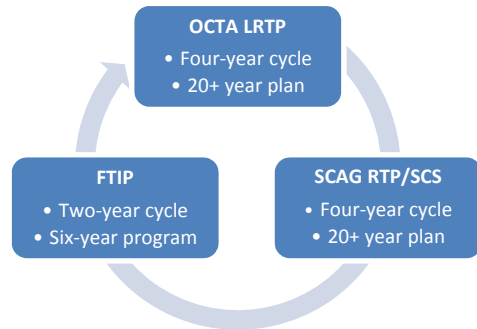 OCTA LRTP
• Four-year cycle
• 20+ year plan
FTIP
• Two-year cycle
• Six-year program
SCAG RTP/SCS
• Four-year cycle
• 20+ year plan